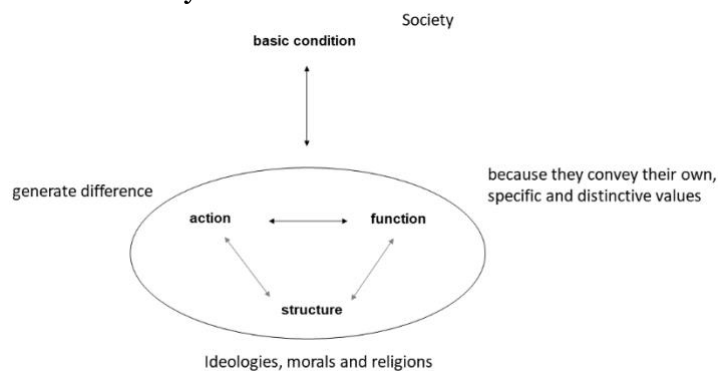 Society
basic condition
because they convey their own,
specific and distinctive values
generate difference
action
function
structure
Ideologies, morals and religions